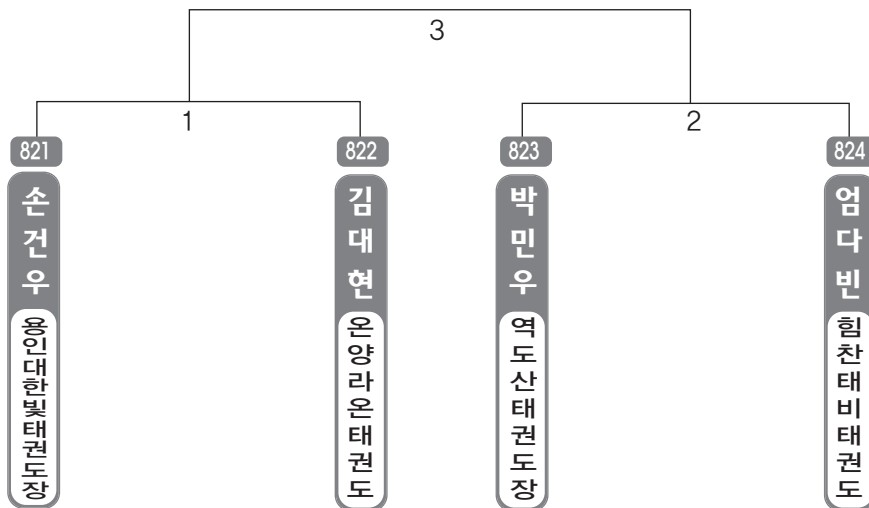 3
1
2
821
손건우
용인대한빛태권도장
822
김대현
온양라온태권도
823
박민우
역도산태권도장
824
엄다빈
힘찬태비태권도